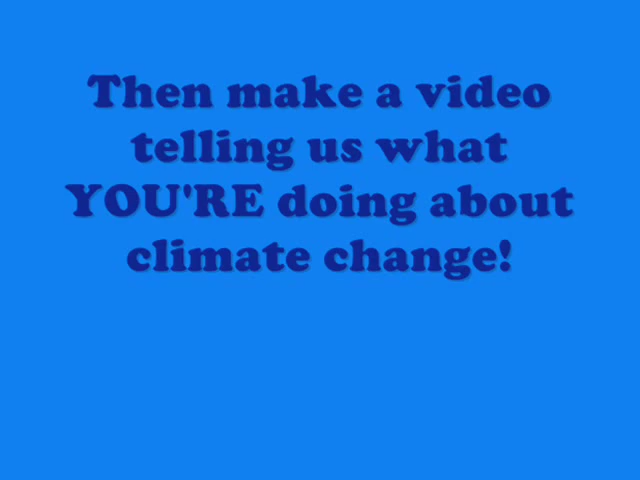 Then make a video
telling us what
YOU'RE doing about
climate change!